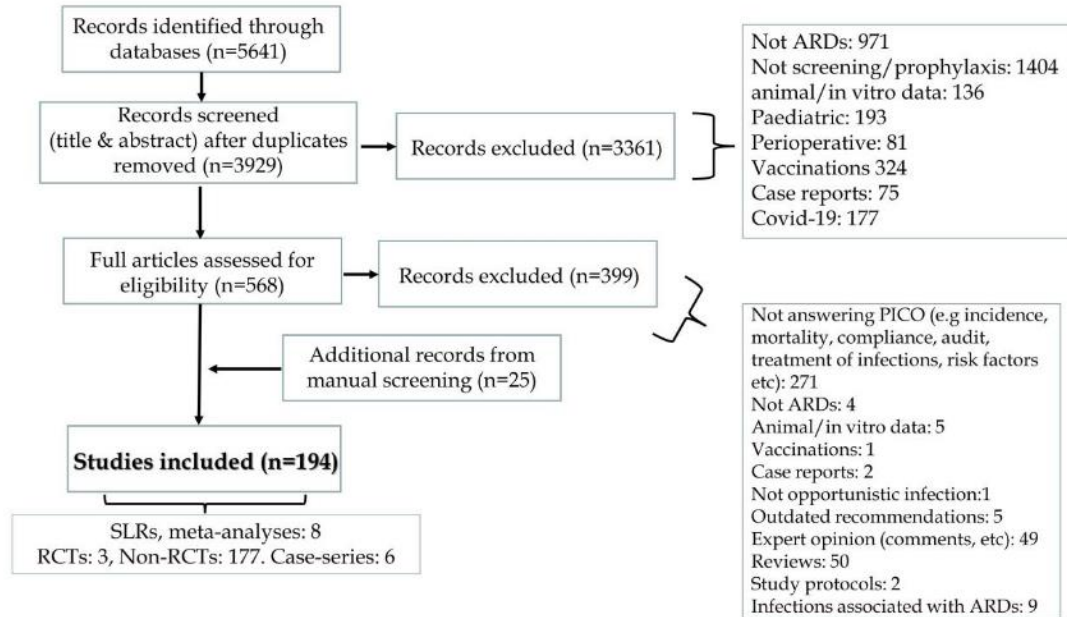 Records identified through
databases (n=5641)
Records screened
(title & abstract) after duplicates
removed (n=3929)
Records excluded (n=3361)
Not ARDs: 971
Not screening/prophylaxis: 1404
animal/in vitro data: 136
Paediatric: 193
Perioperative: 81
Vaccinations 324
Case reports: 75
Covid-19: 177
Full articles assessed for
eligibility (n=568)
Records excluded (n=399)
Not answering PICO (e.g incidence,
mortality, compliance, audit,
treatment of infections, risk factors
etc): 271
Not ARDs: 4
Animal/in vitro data: 5
Vaccinations: 1
Case reports: 2
Not opportunistic infection:1
Outdated recommendations: 5
Expert opinion (comments, etc): 49
Reviews: 50
Study protocols: 2
Infections associated with ARDs: 9
Additional records from
manual screening (n=25)
Studies included (n=194)
SLRs, meta-analyses: 8
RCTs: 3, Non-RCTs: 177. Case-series: 6